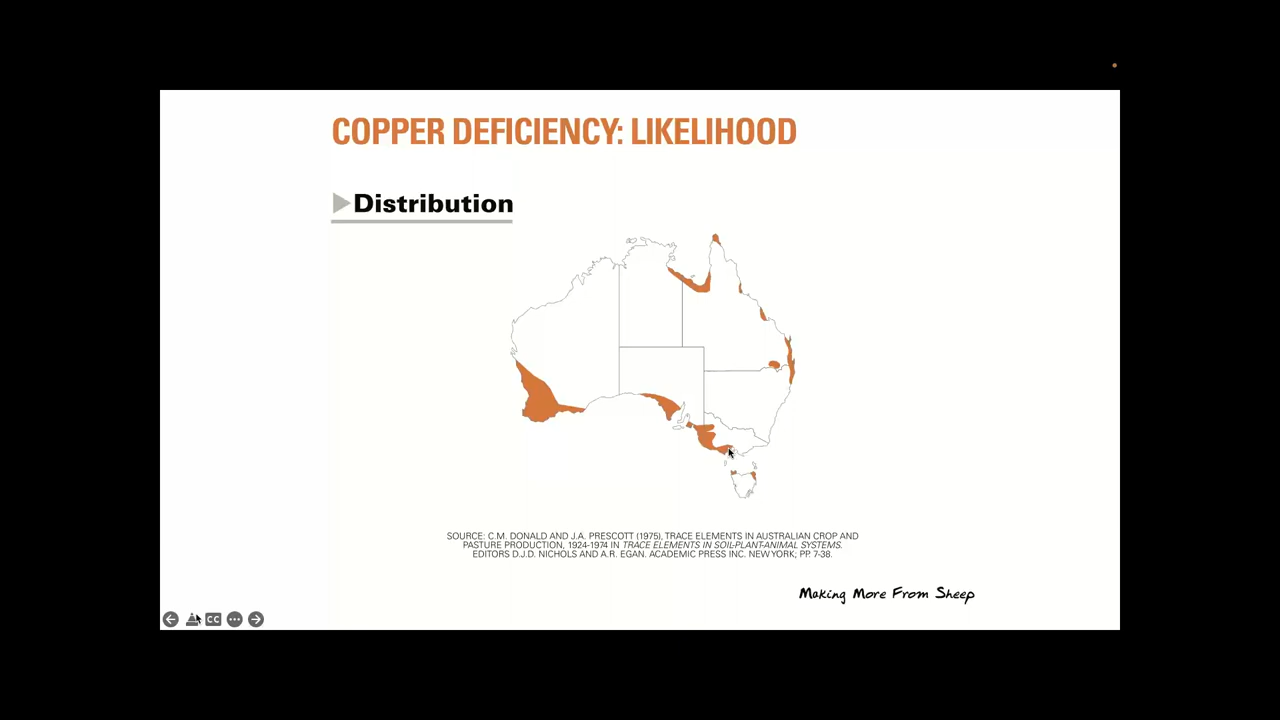 COPPER DEFICIENCY: LIKELIHOOD
Distribution
SOURCE: C.M. DONALD AND J.A. PRESCOTT (1975), TRACE ELEMENTS IN AUSTRALIAN CROP AND
PASTURE PRODUCTION, 1924-1974 IN TRACE ELEMENTS IN SOIL-PLANT-ANIMAL SYSTEMS.
EDITORS D.J.D. NICHOLS AND A.R. EGAN. ACADEMIC PRESS INC. NEW YORK; PP. 7-38.
Making More From Sheep
CC